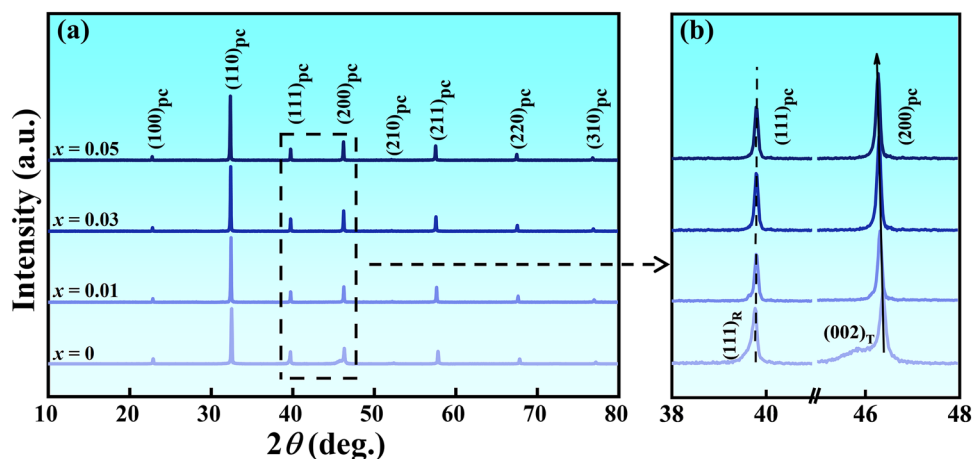 (a)
(100)pc
(110)pc
(111)pc
(200)pc
(210)pc
(211)pc
(220)pc
(310)pc
x = 0.05
x = 0.03
x = 0.01
x = 0
Intensity (a.u.)
10 20 30 40 50 60 70 80
2θ (deg.)
(b)
(111)pc
(200)pc
(111)R
(002)T
38 40 46 48